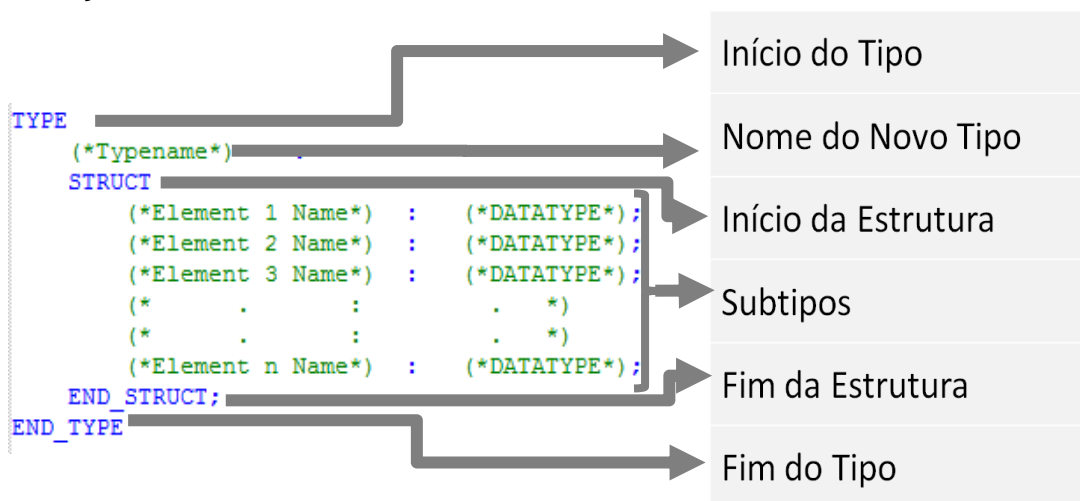 Início do Tipo
TYPE
(*Typename*) :
Nome do Novo Tipo
STRUCT
(*Element 1 Name*) : (*DATATYPE*);
Início da Estrutura
(*Element 2 Name*) : (*DATATYPE*);
(*Element 3 Name*) : (*DATATYPE*);
(* . : . *)
Subtipos
(* . : . *)
(*Element n Name*) : (*DATATYPE*);
Fim da Estrutura
END_STRUCT;
END_TYPE
Fim do Tipo